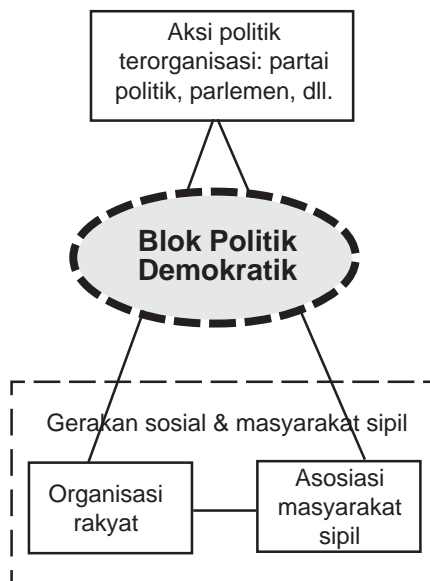 Aksi politik
terorganisasi: partai
politik, parlemen, dll.
Blok Politik
Demokratik
Gerakan sosial & masyarakat sipil
Organisasi
rakyat
Asosiasi
masyarakat
sipil